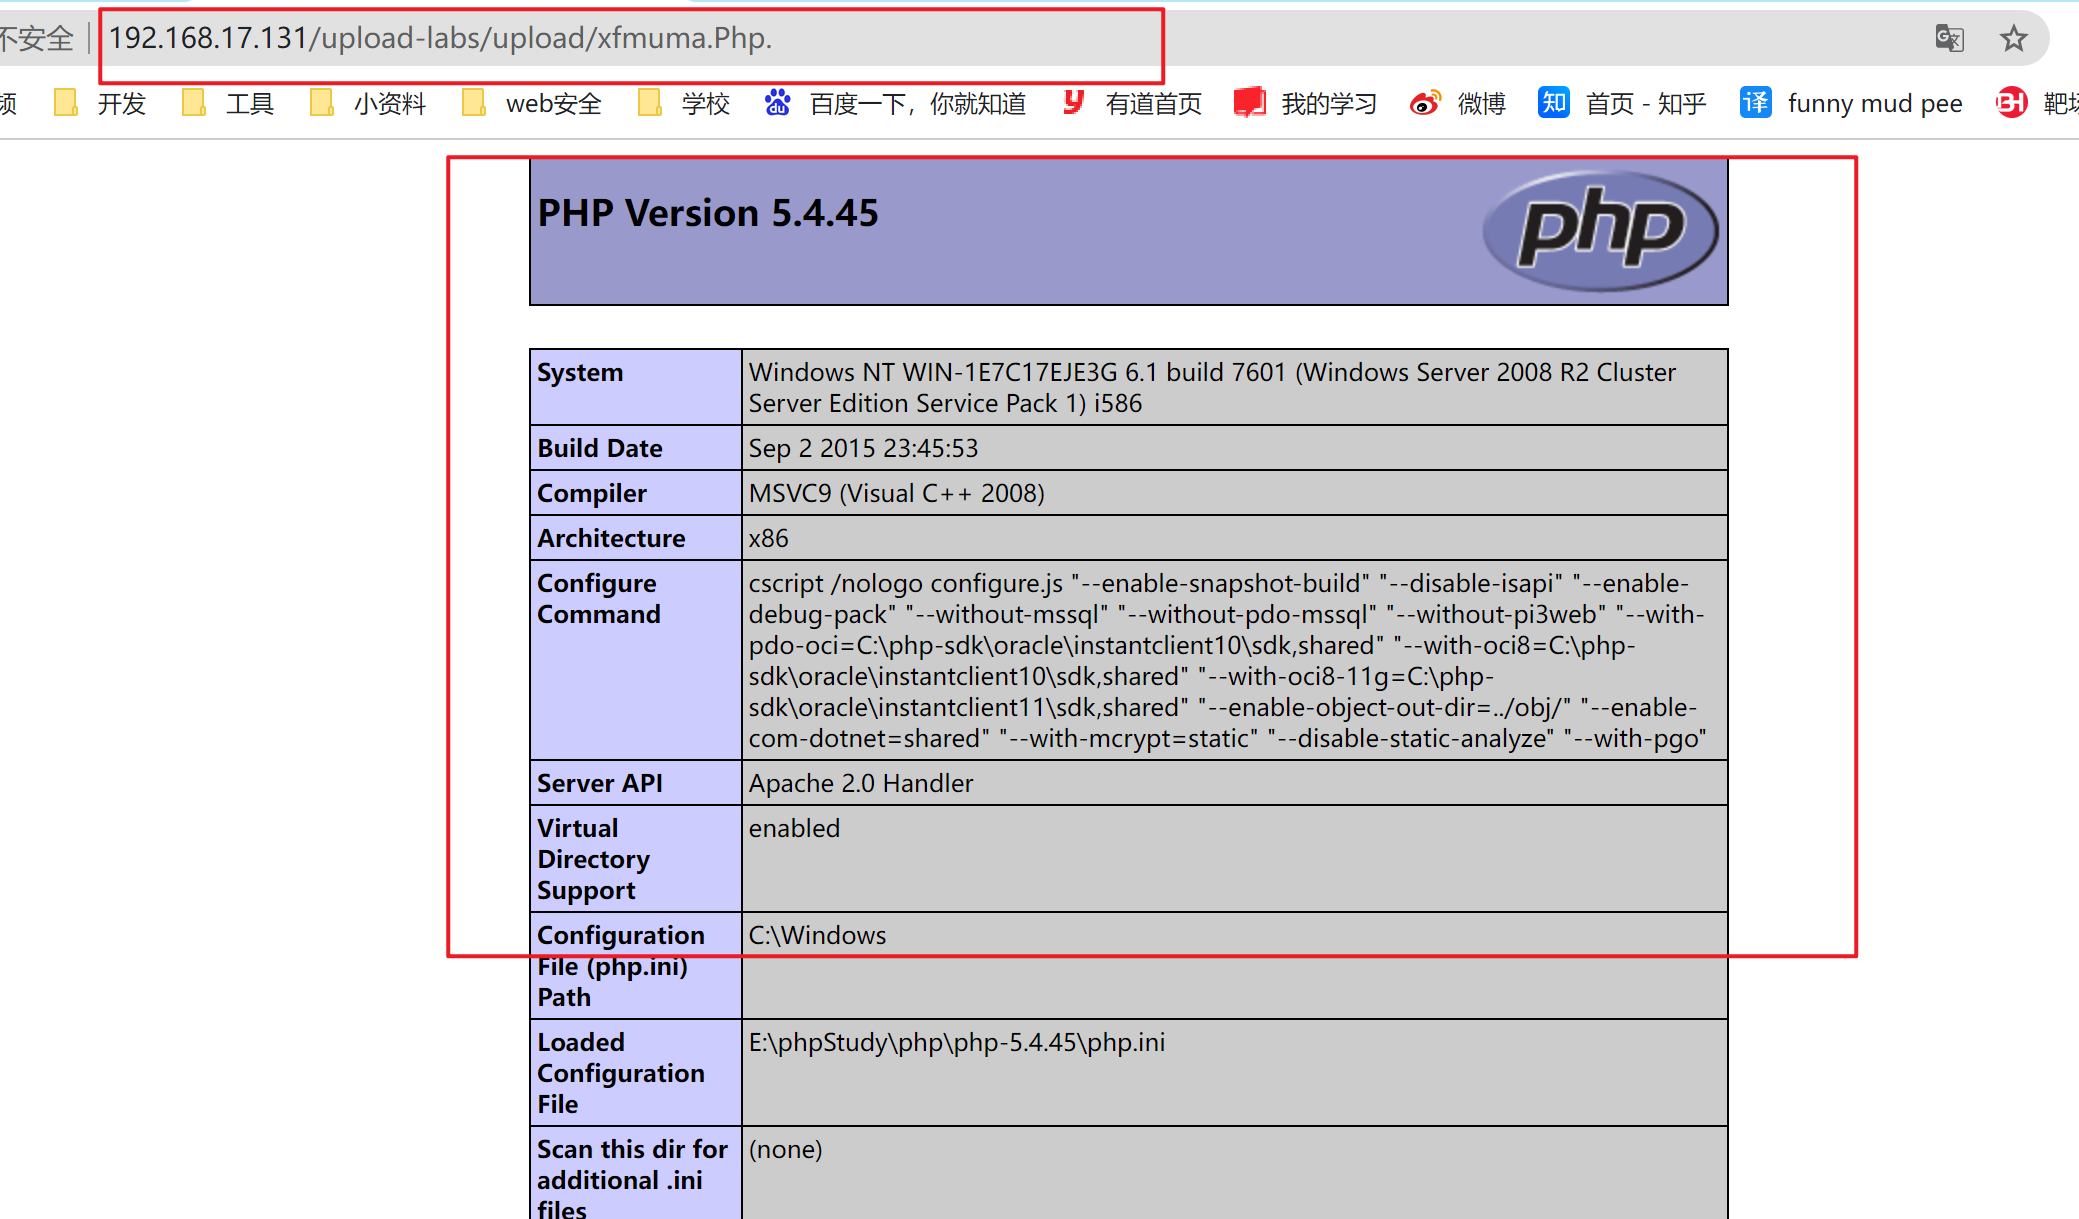 不安全 192.168.17.131/upload-labs/upload/xfmuma.Php.
频 开发 工具 小资料 web安全 学校 du 百度一下，你就知道 y 有道首页 我的学习 微博 知 首页 - 知乎 译 funny mud pee 靶场
PHP Version 5.4.45
php
System Windows NT WIN-1E7C17EJE3G 6.1 build 7601 (Windows Server 2008 R2 Cluster
Server Edition Service Pack 1) i586
Build Date Sep 2 2015 23:45:53
Compiler MSVC9 (Visual C++ 2008)
Architecture x86
Configure cscript /nologo configure.js "--enable-snapshot-build" "--disable-isapi" "--enable-
Command debug-pack" "--without-mssql" "--without-pdo-mssql" "--without-pi3web" "--with-
pdo-oci=C:\php-sdk\oracle\instantclient10\sdk,shared" "--with-oci8=C:\php-
sdk\oracle\instantclient10\sdk,shared" "--with-oci8-11g=C:\php-
sdk\oracle\instantclient11\sdk,shared" "--enable-object-out-dir=../obj/" "--enable-
com-dotnet=shared" "--with-mcrypt=static" "--disable-static-analyze" "--with-pgo"
Server API Apache 2.0 Handler
Virtual enabled
Directory
Support
Configuration C:\Windows
File (php.ini)
Path
Loaded E:\phpStudy\php\php-5.4.45\php.ini
Configuration
File
Scan this dir for (none)
additional .ini
files